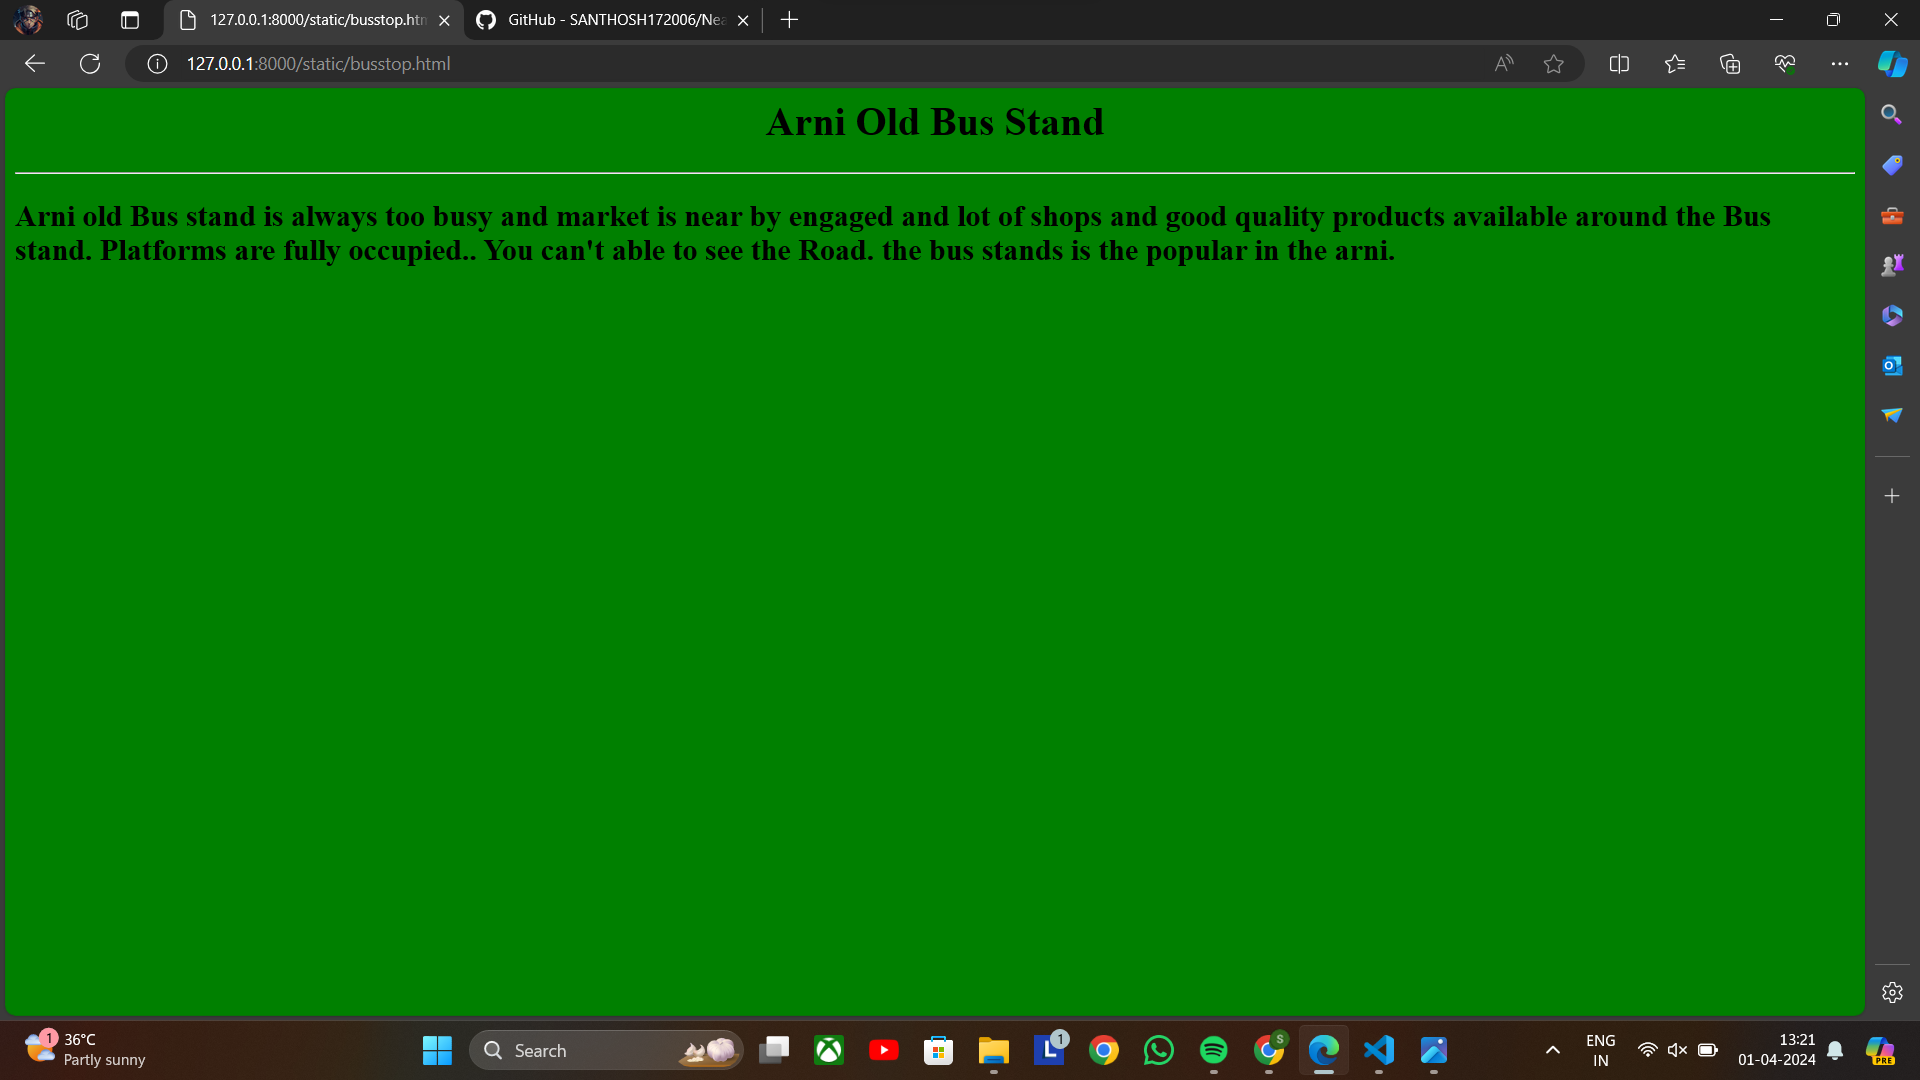 127.0.0.1:8000/static/busstop.htm
GitHub - SANTHOSH172006/Nea
127.0.0.1:8000/static/busstop.html
Arni Old Bus Stand
Arni old Bus stand is always too busy and market is near by engaged and lot of shops and good quality products available around the Bus
stand. Platforms are fully occupied.. You can't able to see the Road. the bus stands is the popular in the arni.
1
36°C
Partly sunny
Search
L
1
S
ENG
IN
13:21
01-04-2024
PRE